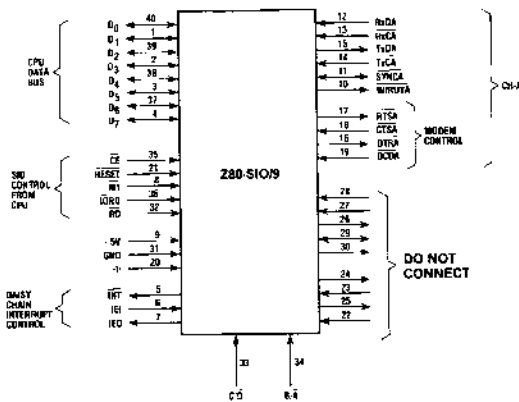 CPU
DATA
BUS
D0 40
D1 1
D2 39
D3 2
D4 38
D5 3
D6 37
D7 4
SIO
CONTROL
FROM
CPU
CE 35
RESET 21
M1 8
IORQ 36
RD 32
+5V 9
GND 31
20
DAISY
CHAIN
INTERRUPT
CONTROL
INT 5
IEI 6
IEO 7
Z80-SIO/9
12 RxDA
13 RxCA
15 TxDA
14 TxCA
11 SYNCA
10 W/RDYA
CH-A
17 RTSA
18 CTSA
16 DTRA
19 DCDA
MODEM
CONTROL
28
27
26
29
30
24
23
25
22
DO NOT
CONNECT
33
34
C/D
B/A